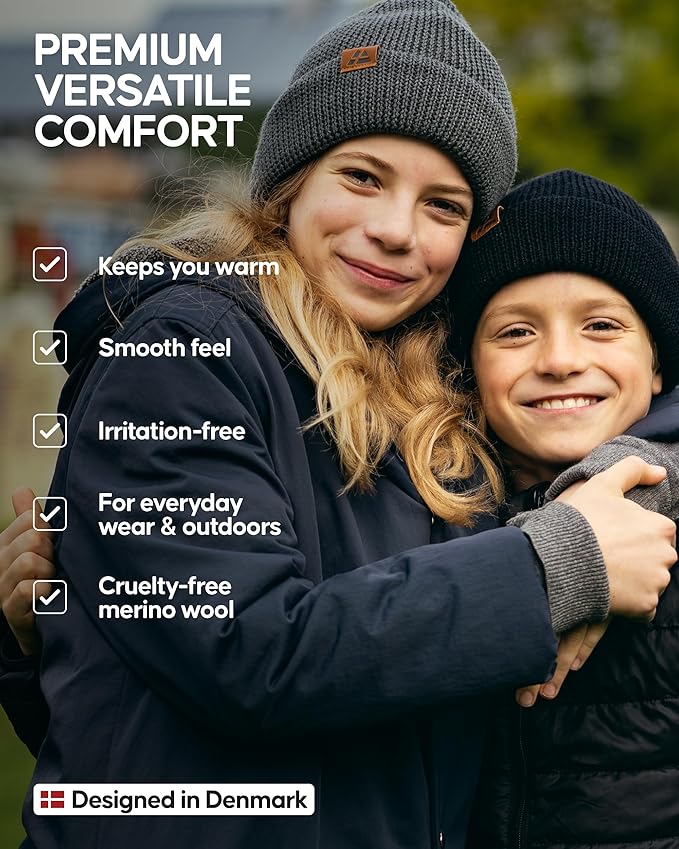 PREMIUM
VERSATILE
COMFORT
Keeps you warm
Smooth feel
Irritation-free
For everyday
wear & outdoors
Cruelty-free
merino wool
Designed in Denmark